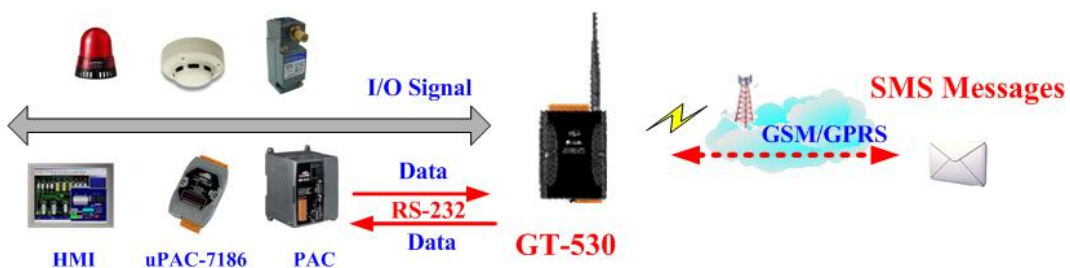 I/O Signal
SMS Messages
GSM/GPRS
Data
RS-232
Data
GT-530
HMI
uPAC-7186
PAC